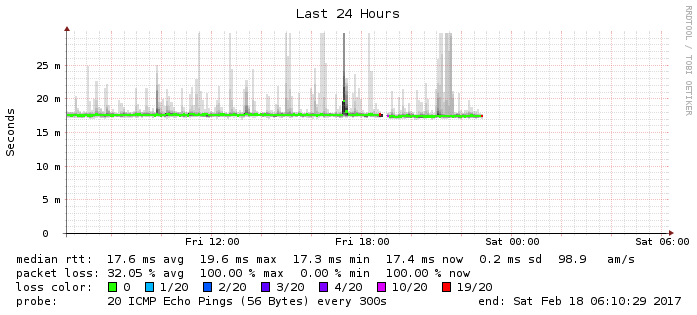 Last 24 Hours
RRDTOOL / TOBI OETIKER
Seconds
25 m
20 m
15 m
10 m
5 m
0
Fri 12:00 Fri 18:00 Sat 00:00 Sat 06:00
median rtt: 17.6 ms avg 19.6 ms max 17.3 ms min 17.4 ms now 0.2 ms sd 98.9 am/s
packet loss: 32.05 % avg 100.00 % max 0.00 % min 100.00 % now
loss color: 0 1/20 2/20 3/20 4/20 10/20 19/20
probe: 20 ICMP Echo Pings (56 Bytes) every 300s end: Sat Feb 18 06:10:29 2017